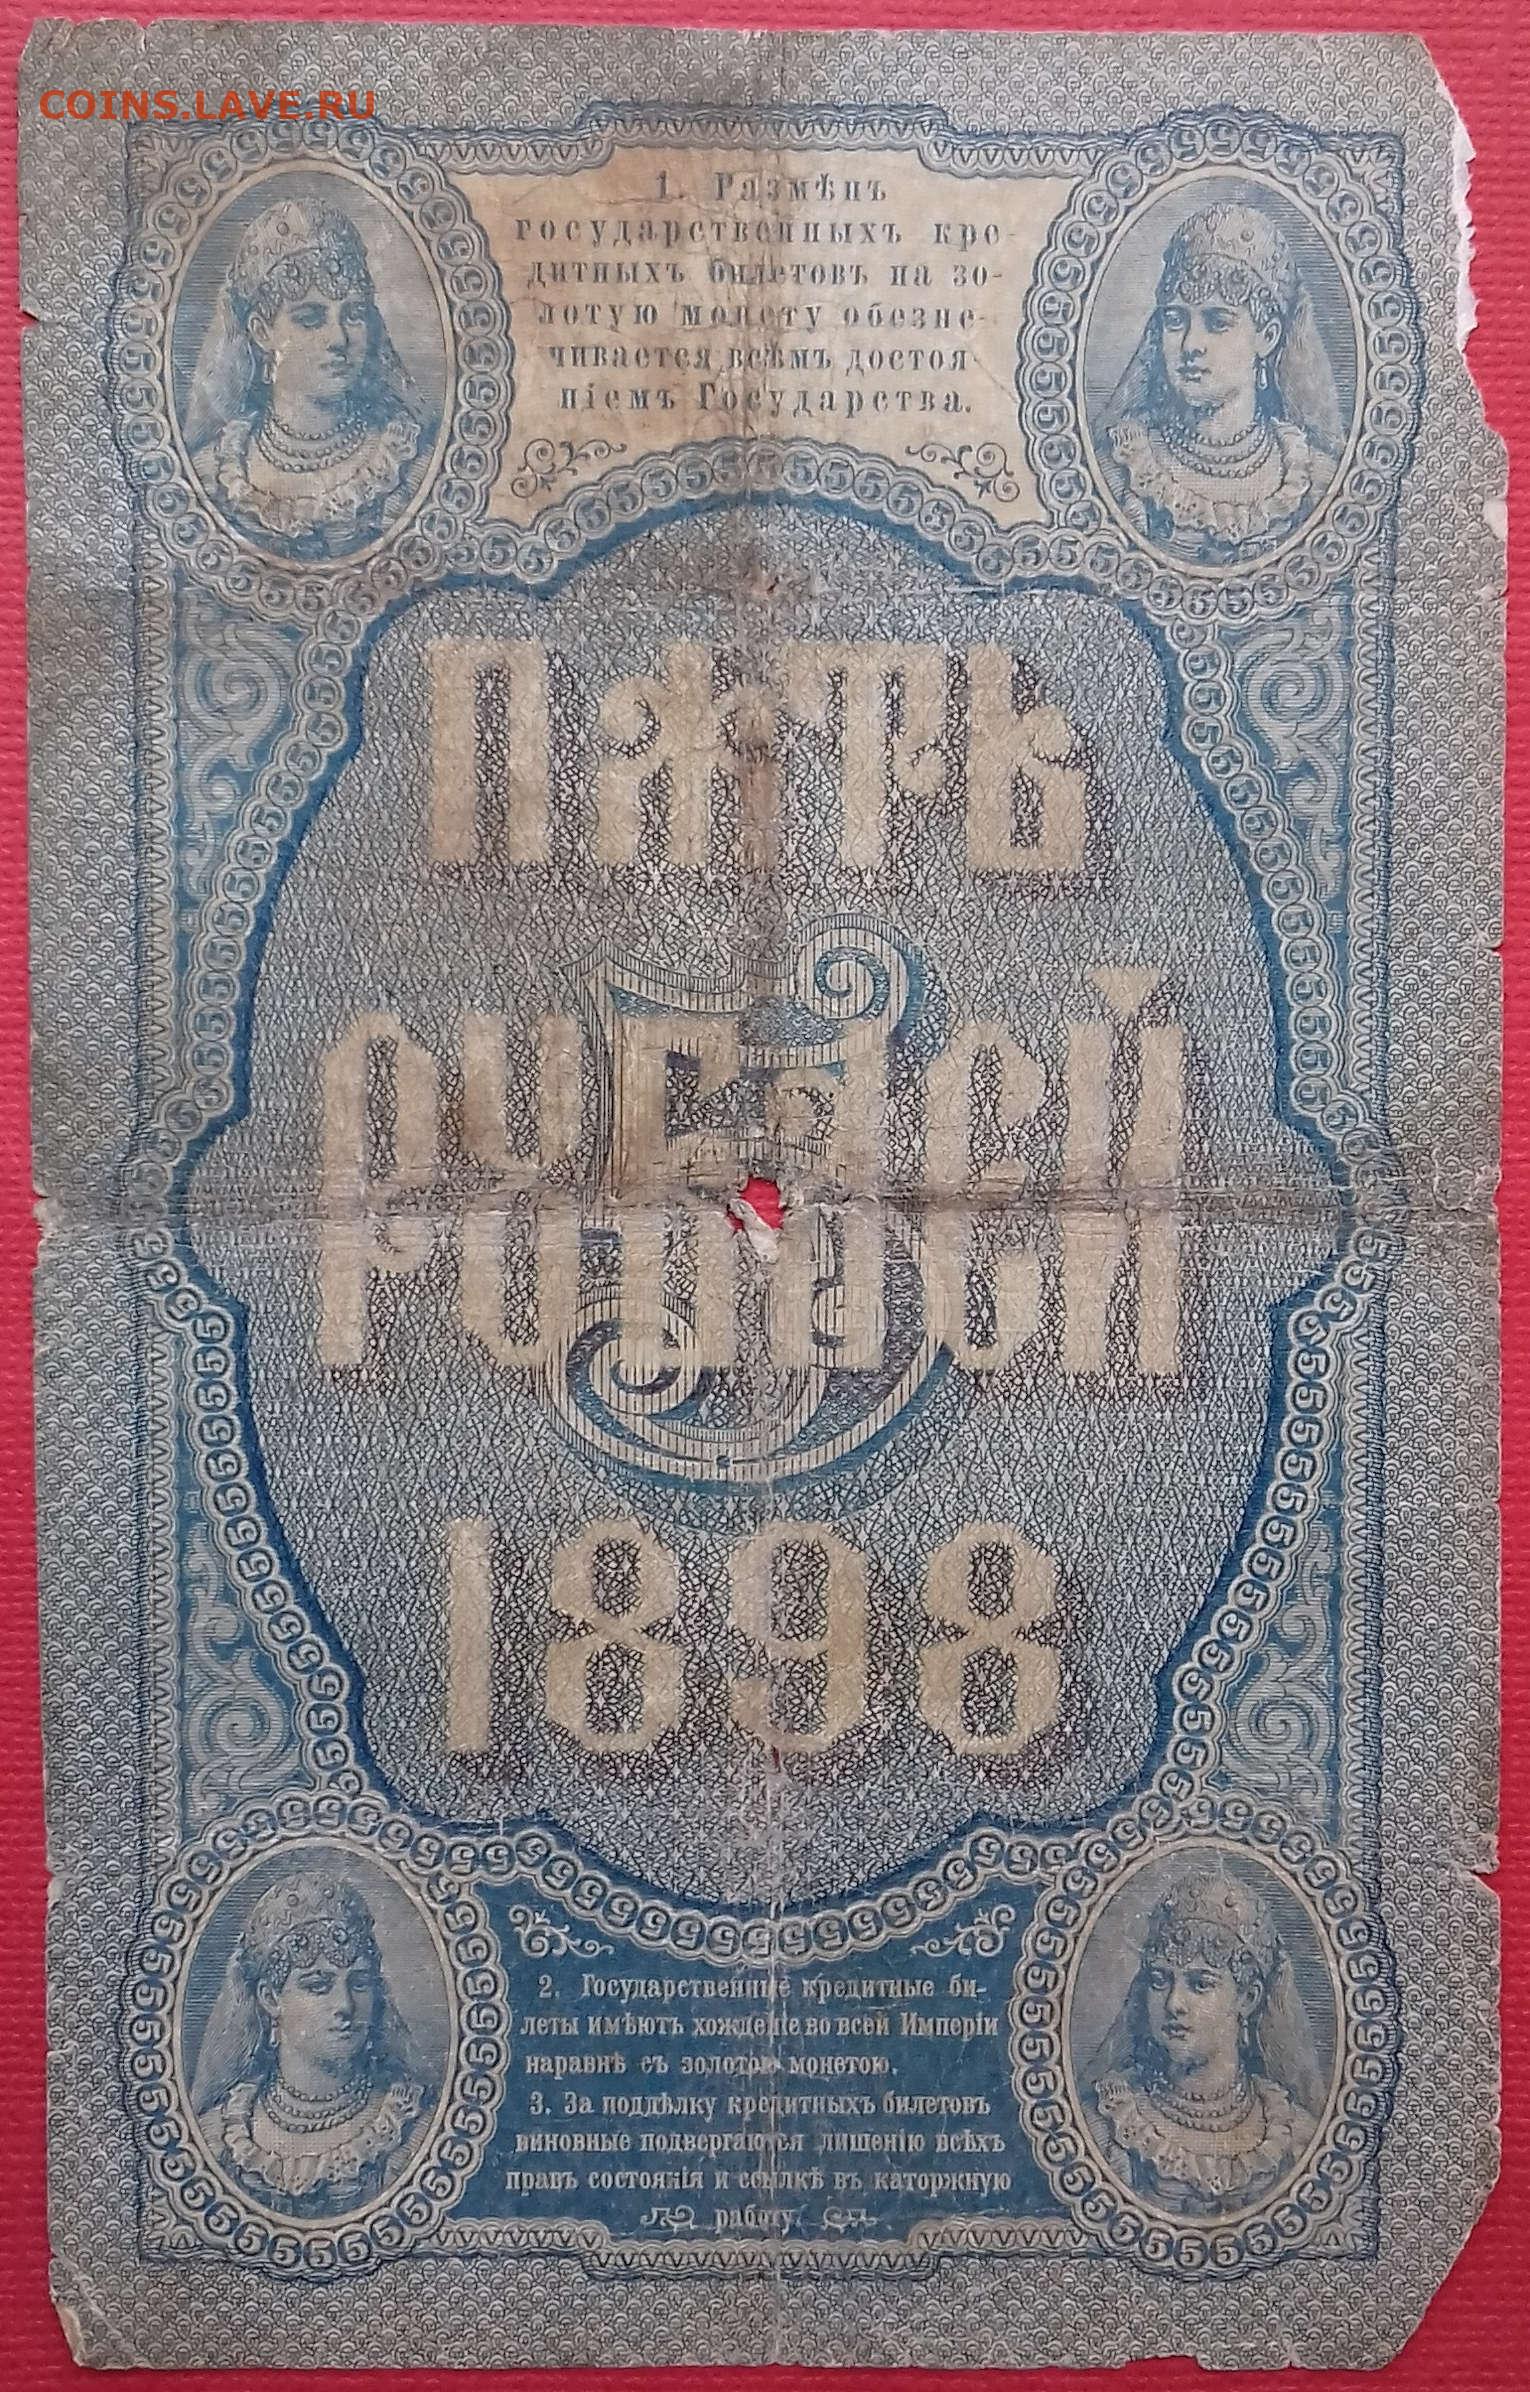 COINS.LAVE.RU
1. Размѣнъ
государственныхъ кре-
дитныхъ билетовъ на зо-
лотую монету обезпе-
чивается всѣмъ достоя-
ніемъ Государства.
ПЯТЬ
РУБЛЕЙ
5
1898
2. Государственные кредитные би-
леты имѣютъ хожденіе во всей Имперіи
наравнѣ съ золотою монетою.
3. За поддѣлку кредитныхъ билетовъ
виновные подвергаются лишенію всѣхъ
правъ состоянія и ссылкѣ въ каторжную
работу.